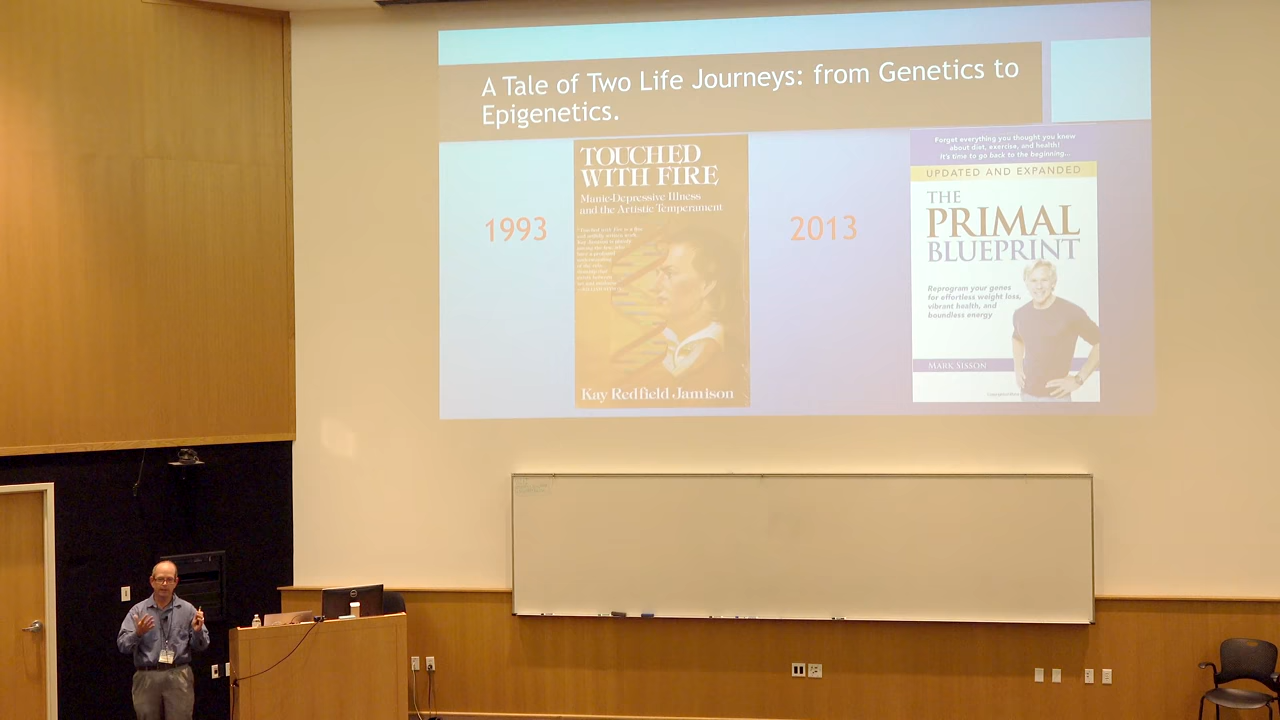 A Tale of Two Life Journeys: from Genetics to
Epigenetics.
1993
TOUCHED
WITH FIRE
Manic-Depressive Illness
and the Artistic Temperament
Kay Redfield Jamison
2013
Forget everything you thought you knew
about diet, exercise, and health!
It's time to go back to the beginning...
UPDATED AND EXPANDED
THE
PRIMAL
BLUEPRINT
Reprogram your genes
for effortless weight loss,
vibrant health, and
boundless energy
MARK SISSON
DELL